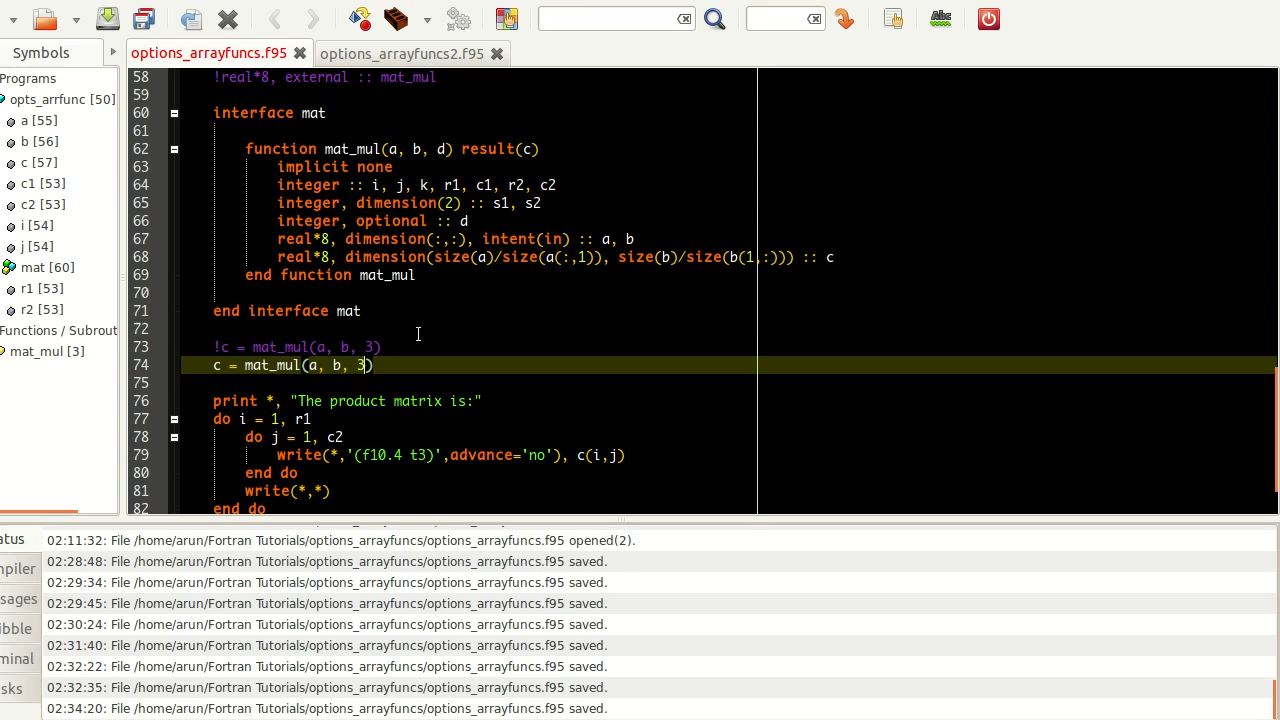 Abc
Symbols
options_arrayfuncs.f95
options_arrayfuncs2.f95
Programs
opts_arrfunc [50]
a [55]
b [56]
c [57]
c1 [53]
c2 [53]
i [54]
j [54]
mat [60]
r1 [53]
r2 [53]
Functions / Subrout
mat_mul [3]
58 !real*8, external :: mat_mul
59
60 interface mat
61
62 function mat_mul(a, b, d) result(c)
63 implicit none
64 integer :: i, j, k, r1, c1, r2, c2
65 integer, dimension(2) :: s1, s2
66 integer, optional :: d
67 real*8, dimension(:,:), intent(in) :: a, b
68 real*8, dimension(size(a)/size(a(:,1)), size(b)/size(b(1,:))) :: c
69 end function mat_mul
70
71 end interface mat
72
73 !c = mat_mul(a, b, 3)
74 c = mat_mul(a, b, 3)
75
76 print *, "The product matrix is:"
77 do i = 1, r1
78 do j = 1, c2
79 write(*,'(f10.4 t3)',advance='no'), c(i,j)
80 end do
81 write(*,*)
82 end do
atus
mpiler
sages
ibble
minal
sks
02:11:32: File /home/arun/Fortran Tutorials/options_arrayfuncs/options_arrayfuncs.f95 opened(2).
02:28:48: File /home/arun/Fortran Tutorials/options_arrayfuncs/options_arrayfuncs.f95 saved.
02:29:34: File /home/arun/Fortran Tutorials/options_arrayfuncs/options_arrayfuncs.f95 saved.
02:29:45: File /home/arun/Fortran Tutorials/options_arrayfuncs/options_arrayfuncs.f95 saved.
02:30:24: File /home/arun/Fortran Tutorials/options_arrayfuncs/options_arrayfuncs.f95 saved.
02:31:40: File /home/arun/Fortran Tutorials/options_arrayfuncs/options_arrayfuncs.f95 saved.
02:32:22: File /home/arun/Fortran Tutorials/options_arrayfuncs/options_arrayfuncs.f95 saved.
02:32:35: File /home/arun/Fortran Tutorials/options_arrayfuncs/options_arrayfuncs.f95 saved.
02:34:20: File /home/arun/Fortran Tutorials/options_arrayfuncs/options_arrayfuncs.f95 saved.